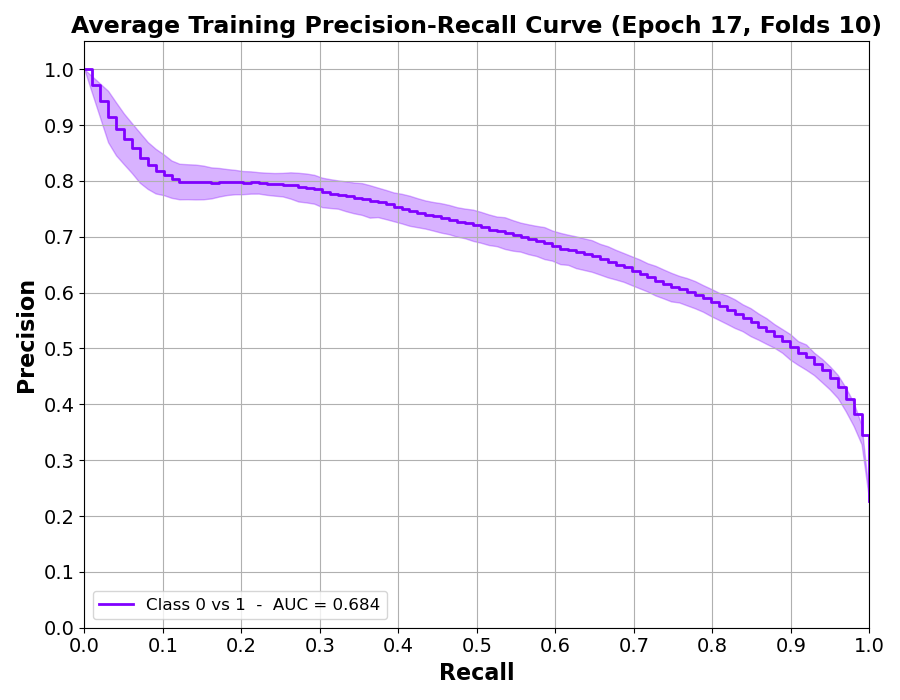 Average Training Precision-Recall Curve (Epoch 17, Folds 10)
Precision
1.0
0.9
0.8
0.7
0.6
0.5
0.4
0.3
0.2
0.1
0.0
Class 0 vs 1 - AUC = 0.684
0.0 0.1 0.2 0.3 0.4 0.5 0.6 0.7 0.8 0.9 1.0
Recall